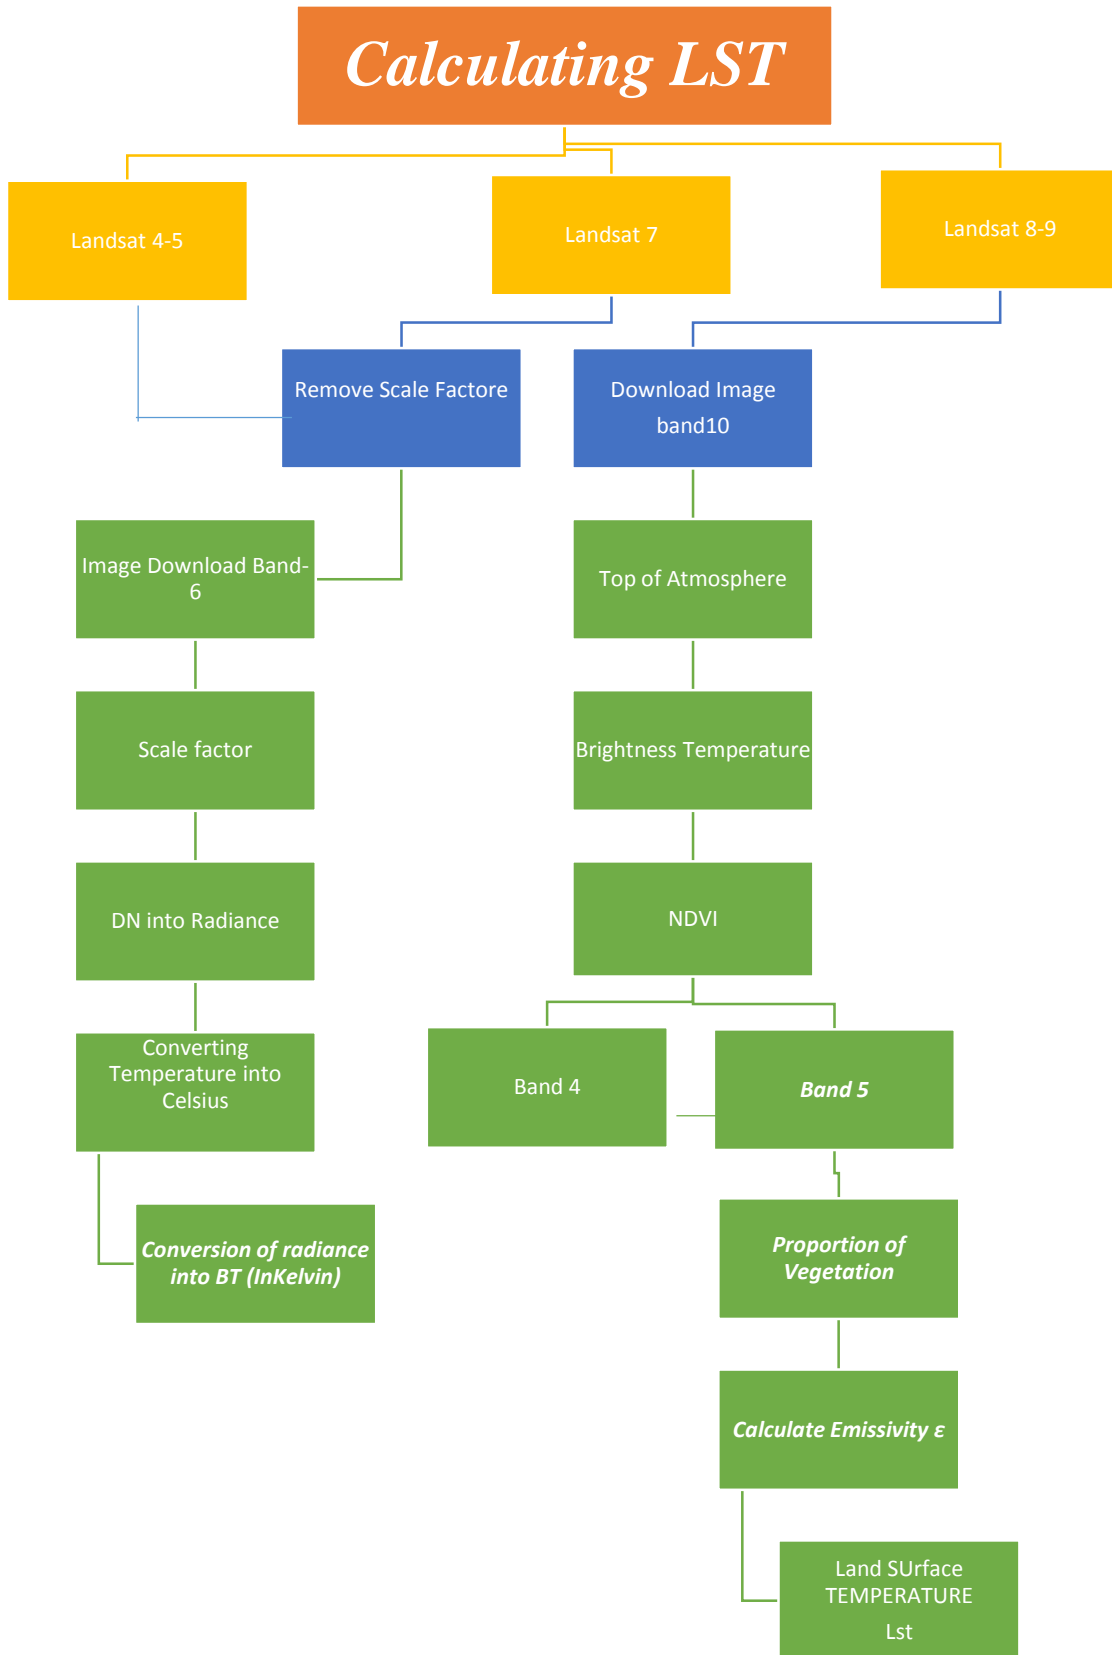 Calculating LST
Landsat 4-5
Landsat 7
Landsat 8-9
Remove Scale Factore
Download Image
band10
Image Download Band-
6
Top of Atmosphere
Scale factor
Brightness Temperature
DN into Radiance
NDVI
Converting
Temperature into
Celsius
Band 4
Band 5
Conversion of radiance
into BT (InKelvin)
Proportion of
Vegetation
Calculate Emissivity ε
Land SUrface
TEMPERATURE
Lst